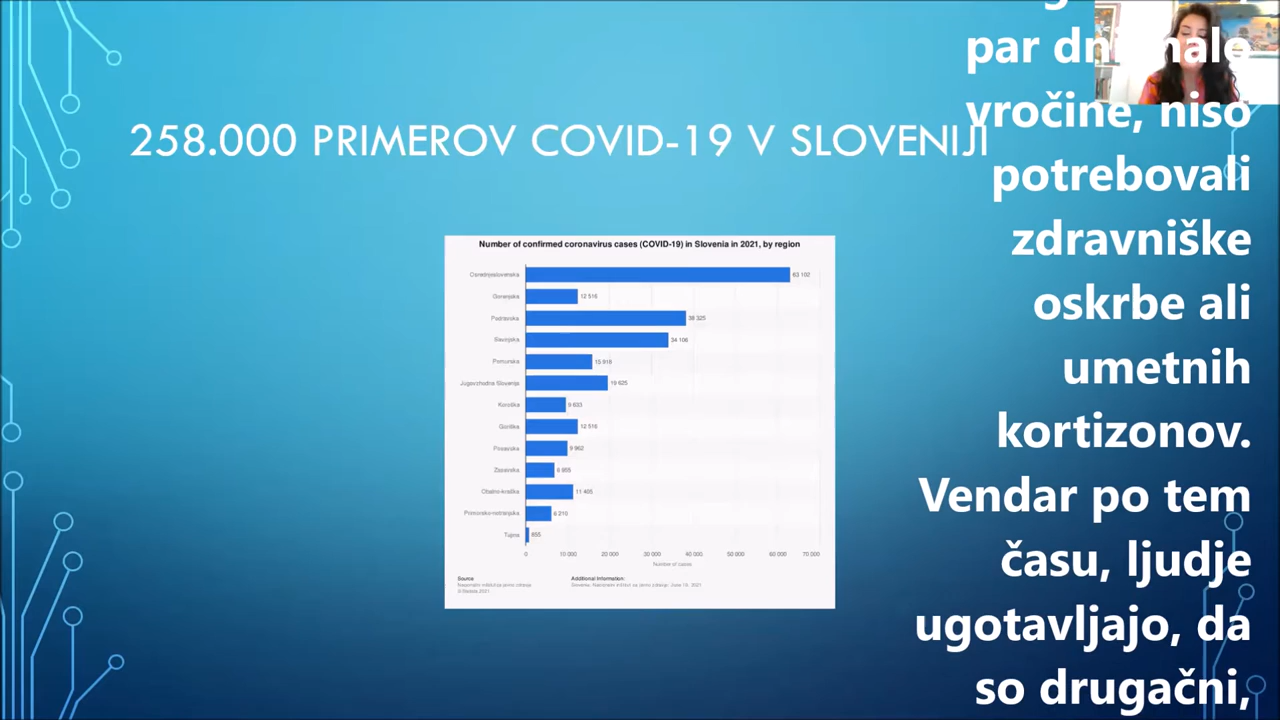 258.000 PRIMEROV COVID-19 V SLOVENIJI
Number of confirmed coronavirus cases (COVID-19) in Slovenia in 2021, by region
Osrednjeslovenska 63 102
Gorenjska 12 516
Podravska 38 325
Savinjska 34 106
Pomurska 15 918
Jugovzhodna Slovenija 19 625
Koroška 9 633
Goriška 12 516
Posavska 9 962
Zasavska
Obalno-kraška 11 405
Primorsko-notranjska 6 210
Tujina 855
0 10 000 20 000 30 000 40 000 50 000 60 000 70 000
Number of cases
Source
Additional Information:
© Statista 2021
par dni malo
vročine, niso
potrebovali
zdravniške
oskrbe ali
umetnih
kortizonov.
Vendar po tem
času, ljudje
ugotavljajo, da
so drugačni,